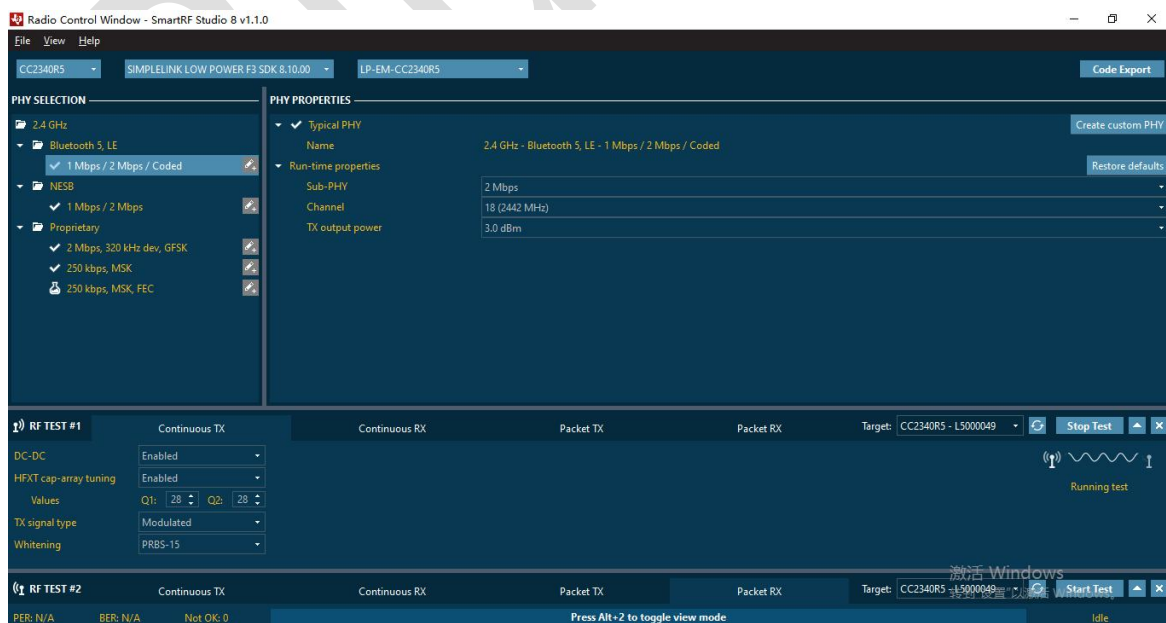 Radio Control Window - SmartRF Studio 8 v1.1.0
File View Help
CC2340R5 SIMPLELINK LOW POWER F3 SDK 8.10.00 LP-EM-CC2340R5 Code Export
PHY SELECTION PHY PROPERTIES
2.4 GHz Typical PHY Create custom PHY
Bluetooth 5, LE Name 2.4 GHz - Bluetooth 5, LE - 1 Mbps / 2 Mbps / Coded
1 Mbps / 2 Mbps / Coded Run-time properties Restore defaults
NESB Sub-PHY 2 Mbps
1 Mbps / 2 Mbps Channel 18 (2442 MHz)
Proprietary TX output power 3.0 dBm
2 Mbps, 320 kHz dev, GFSK
250 kbps, MSK
250 kbps, MSK, FEC
RF TEST #1 Continuous TX Continuous RX Packet TX Packet RX Target: CC2340R5 - L5000049 Stop Test
DC-DC Enabled
HFXT cap-array tuning Enabled
Values Q1: 28 Q2: 28 Running test
TX signal type Modulated
Whitening PRBS-15
激活 Windows
RF TEST #2 Continuous TX Continuous RX Packet TX Packet RX Target: CC2340R5 - L5000049 Start Test
PER: N/A BER: N/A Not OK: 0 Press Alt+2 to toggle view mode Idle